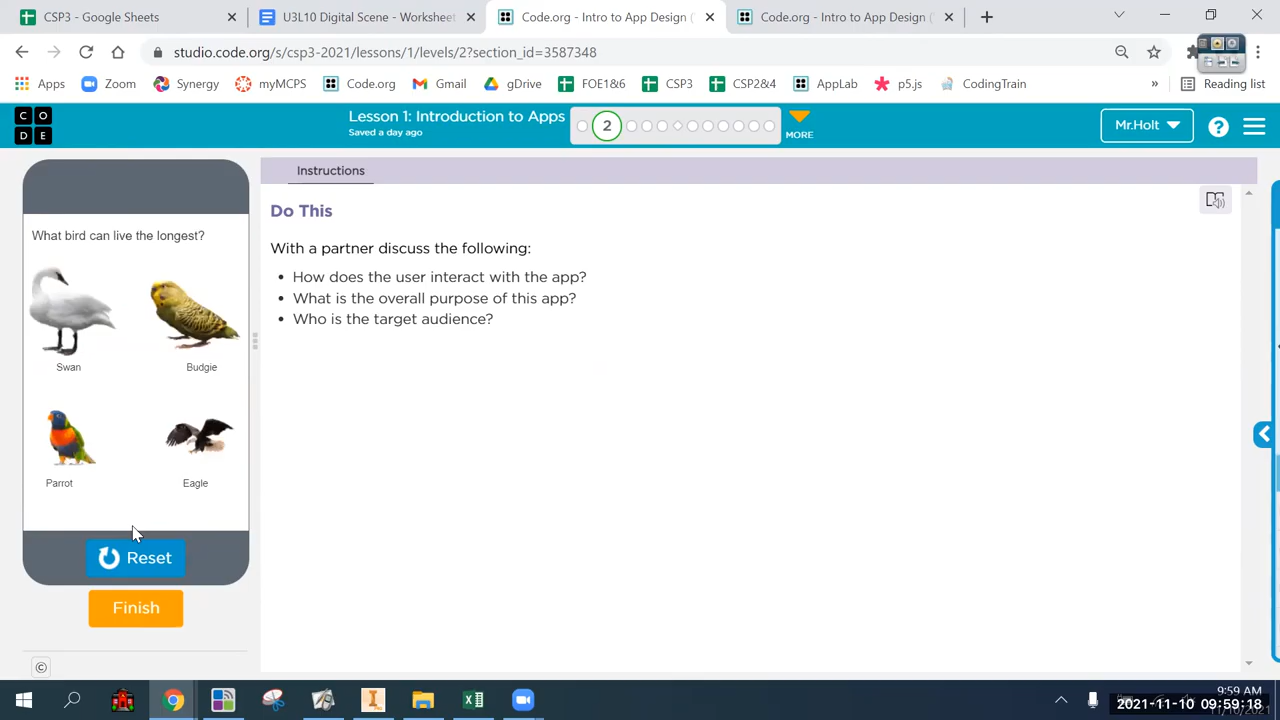 CSP3 - Google Sheets
U3L10 Digital Scene - Worksheet
Code.org - Intro to App Design (
Code.org - Intro to App Design (
studio.code.org/s/csp3-2021/lessons/1/levels/2?section_id=3587348
Apps Zoom Synergy myMCPS Code.org Gmail gDrive FOE1&6 CSP3 CSP2&4 AppLab p5.js CodingTrain » Reading list
C O
D E
Lesson 1: Introduction to Apps
Saved a day ago
2
MORE
Mr.Holt
?
Instructions
Do This
With a partner discuss the following:
• How does the user interact with the app?
• What is the overall purpose of this app?
• Who is the target audience?
What bird can live the longest?
Swan Budgie
Parrot Eagle
Reset
Finish
©
9:59 AM
2021-11-10 09:59:18